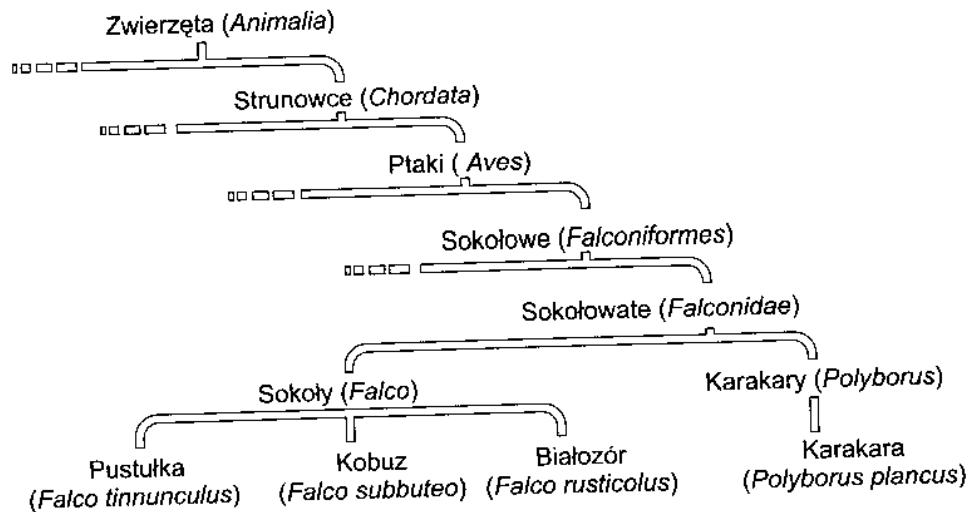 Zwierzęta (Animalia)
Strunowce (Chordata)
Ptaki ( Aves)
Sokołowe (Falconiformes)
Sokołowate (Falconidae)
Sokoły (Falco)
Karakary (Polyborus)
Pustułka
(Falco tinnunculus)
Kobuz
(Falco subbuteo)
Białozór
(Falco rusticolus)
Karakara
(Polyborus plancus)